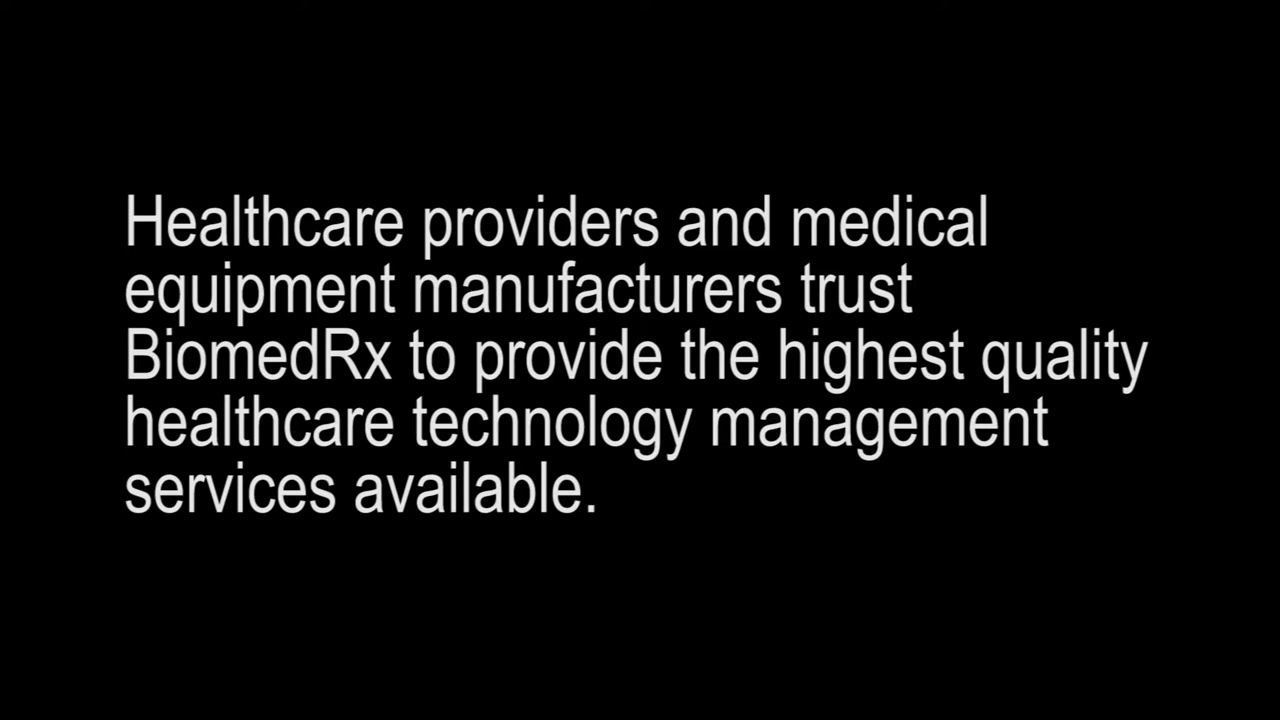 Healthcare providers and medical
equipment manufacturers trust
BiomedRx to provide the highest quality
healthcare technology management
services available.